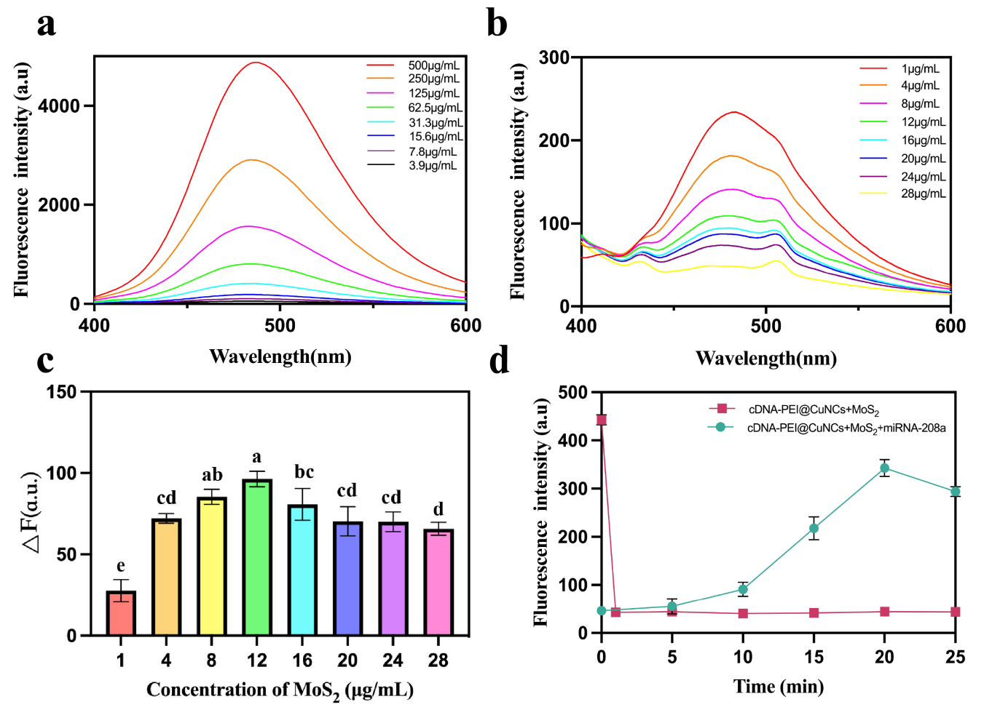 a
Fluorescence intensity (a.u)
4000
2000
0
400
500
600
Wavelength(nm)
500µg/mL
250µg/mL
125µg/mL
62.5µg/mL
31.3µg/mL
15.6µg/mL
7.8µg/mL
3.9µg/mL
b
Fluorescence intensity (a.u)
300
200
100
0
400
500
600
Wavelength(nm)
1µg/mL
4µg/mL
8µg/mL
12µg/mL
16µg/mL
20µg/mL
24µg/mL
28µg/mL
c
△F(a.u.)
150
100
50
0
e
cd
ab
a
bc
cd
cd
d
1 4 8 12 16 20 24 28
Concentration of MoS2 (µg/mL)
d
Fluorescence intensity (a.u)
500
400
300
200
100
0
0 5 10 15 20 25
Time (min)
cDNA-PEI@CuNCs+MoS2
cDNA-PEI@CuNCs+MoS2+miRNA-208a